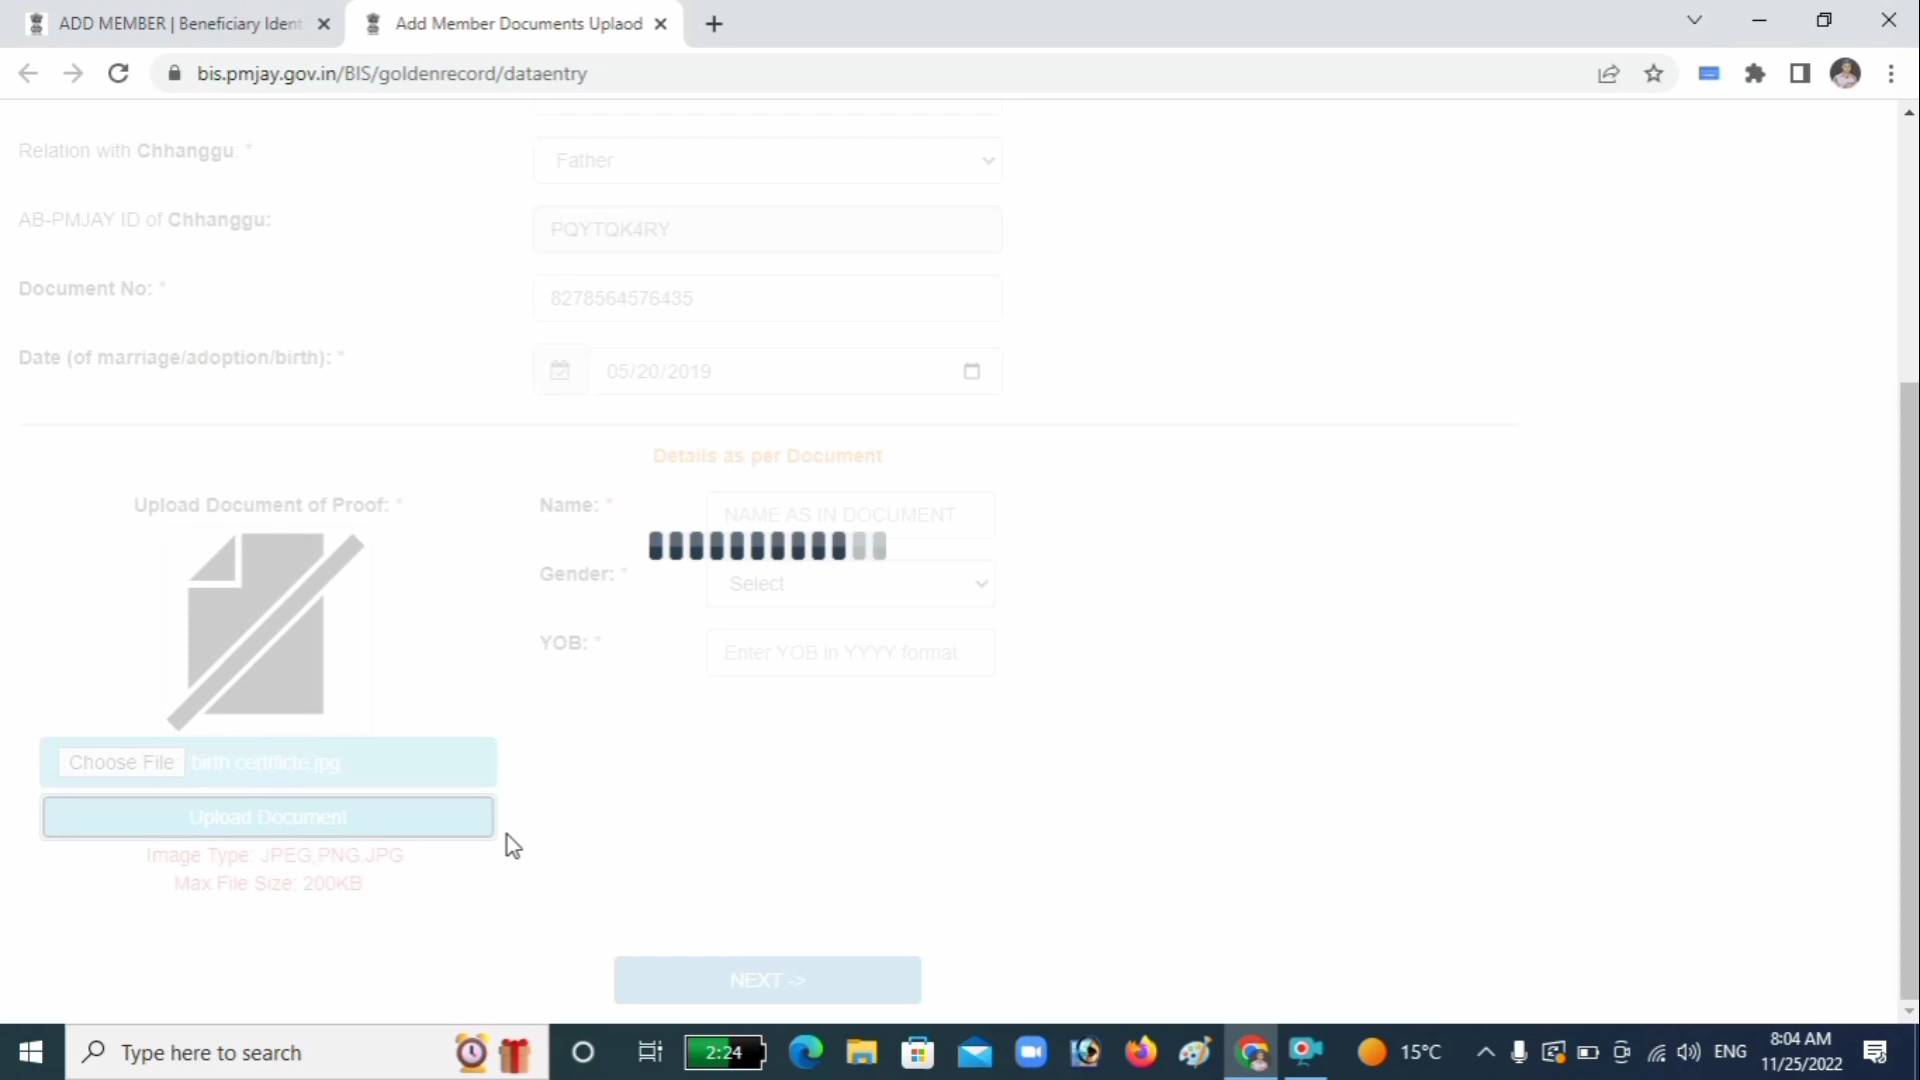 ADD MEMBER | Beneficiary Ident
Add Member Documents Uplaod
bis.pmjay.gov.in/BIS/goldenrecord/dataentry
Relation with Chhanggu: *
Father
AB-PMJAY ID of Chhanggu:
PQYTQK4RY
Document No: *
8278564576435
Date (of marriage/adoption/birth): *
05/20/2019
Details as per Document
Upload Document of Proof: *
Name: *
NAME AS IN DOCUMENT
Gender: *
Select
YOB: *
Enter YOB in YYYY format
Choose File birth certificte.jpg
Upload Document
Image Type: JPEG,PNG,JPG
Max File Size: 200KB
NEXT ->
Type here to search
2:24
15°C
ENG
8:04 AM
11/25/2022